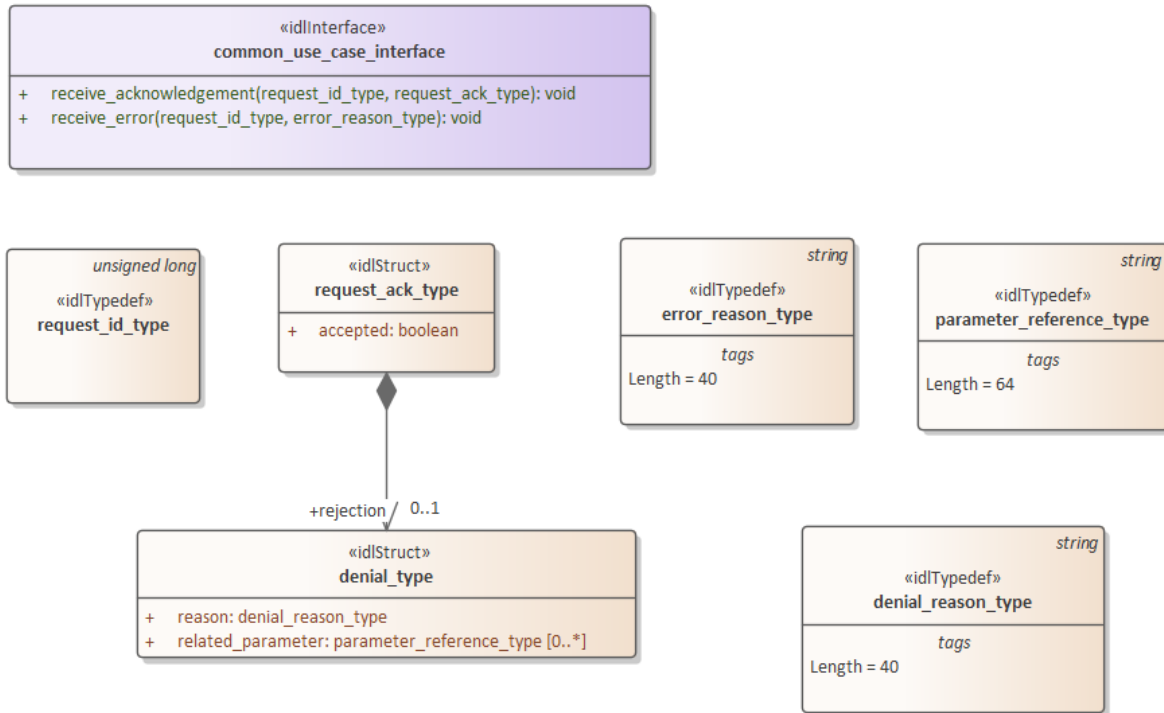 «idlInterface»
common_use_case_interface
+ receive_acknowledgement(request_id_type, request_ack_type): void
+ receive_error(request_id_type, error_reason_type): void
unsigned long
«idlTypedef»
request_id_type
«idlStruct»
request_ack_type
+ accepted: boolean
string
«idlTypedef»
error_reason_type
tags
Length = 40
string
«idlTypedef»
parameter_reference_type
tags
Length = 64
+rejection 0..1
«idlStruct»
denial_type
+ reason: denial_reason_type
+ related_parameter: parameter_reference_type [0..*]
string
«idlTypedef»
denial_reason_type
tags
Length = 40